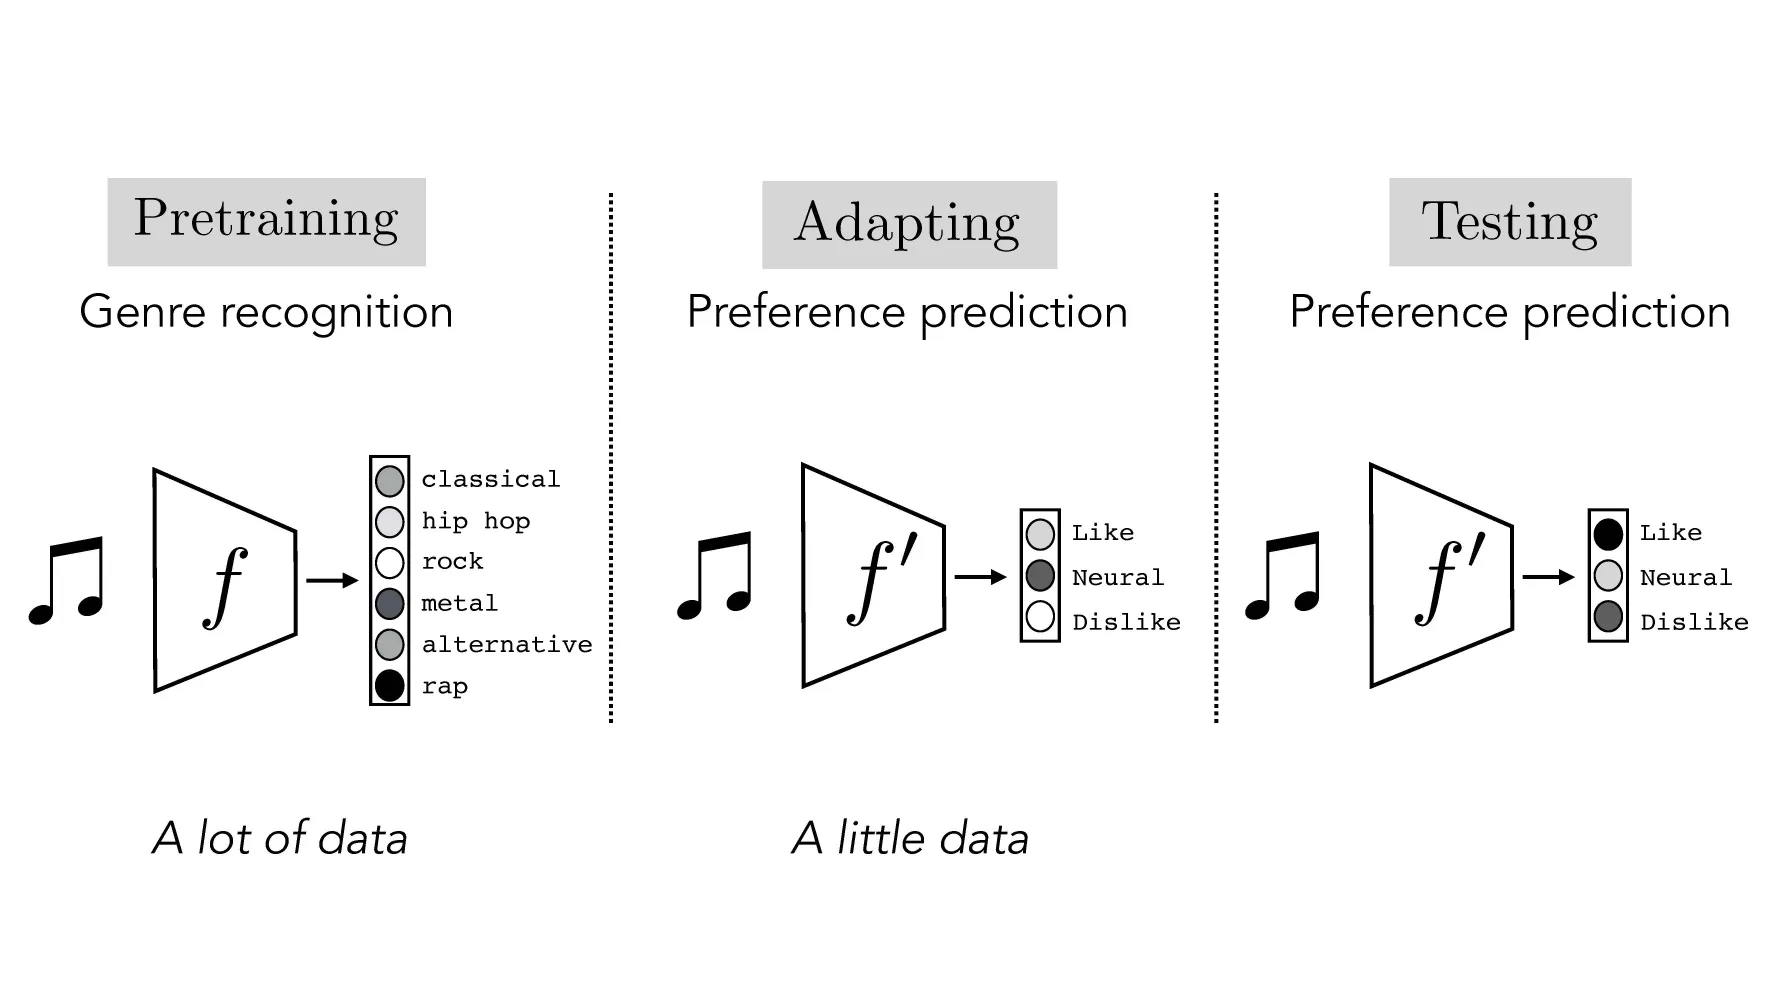 Pretraining
Genre recognition
f
classical
hip hop
rock
metal
alternative
rap
A lot of data
Adapting
Preference prediction
f′
Like
Neural
Dislike
A little data
Testing
Preference prediction
f′
Like
Neural
Dislike